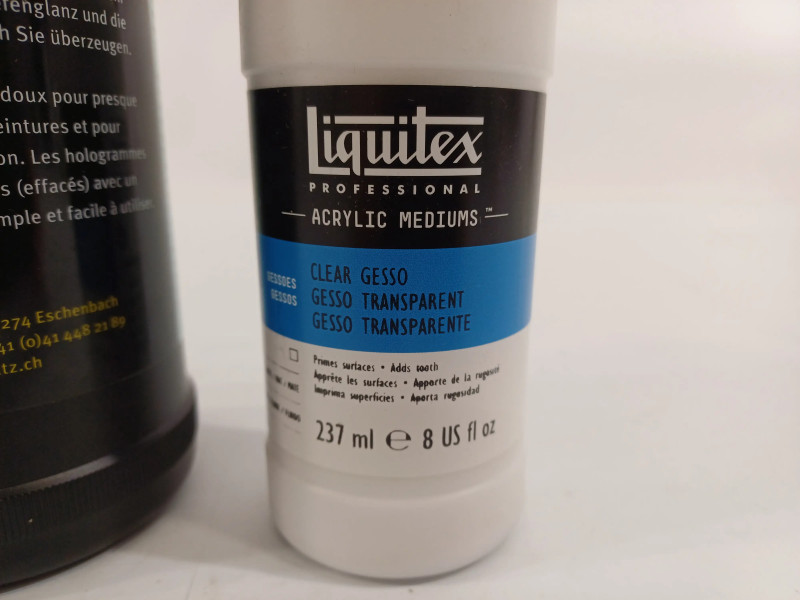 renglanz und die
h Sie überzeugen.
doux pour presque
eintures et pour
on. Les hologrammes
s (effacés) avec un
mple et facile à utiliser
274 Eschenbach
41 (0)41 448 21 89
tz.ch
Liquitex
PROFESSIONAL
ACRYLIC MEDIUMS™
GESSOES
GESSOS
CLEAR GESSO
GESSO TRANSPARENT
GESSO TRANSPARENTE
Primes surfaces • Adds tooth
Apprête les surfaces • Apporte de la rugosité
Imprima superficies • Aporta rugosidad
237 ml ℮ 8 US fl oz